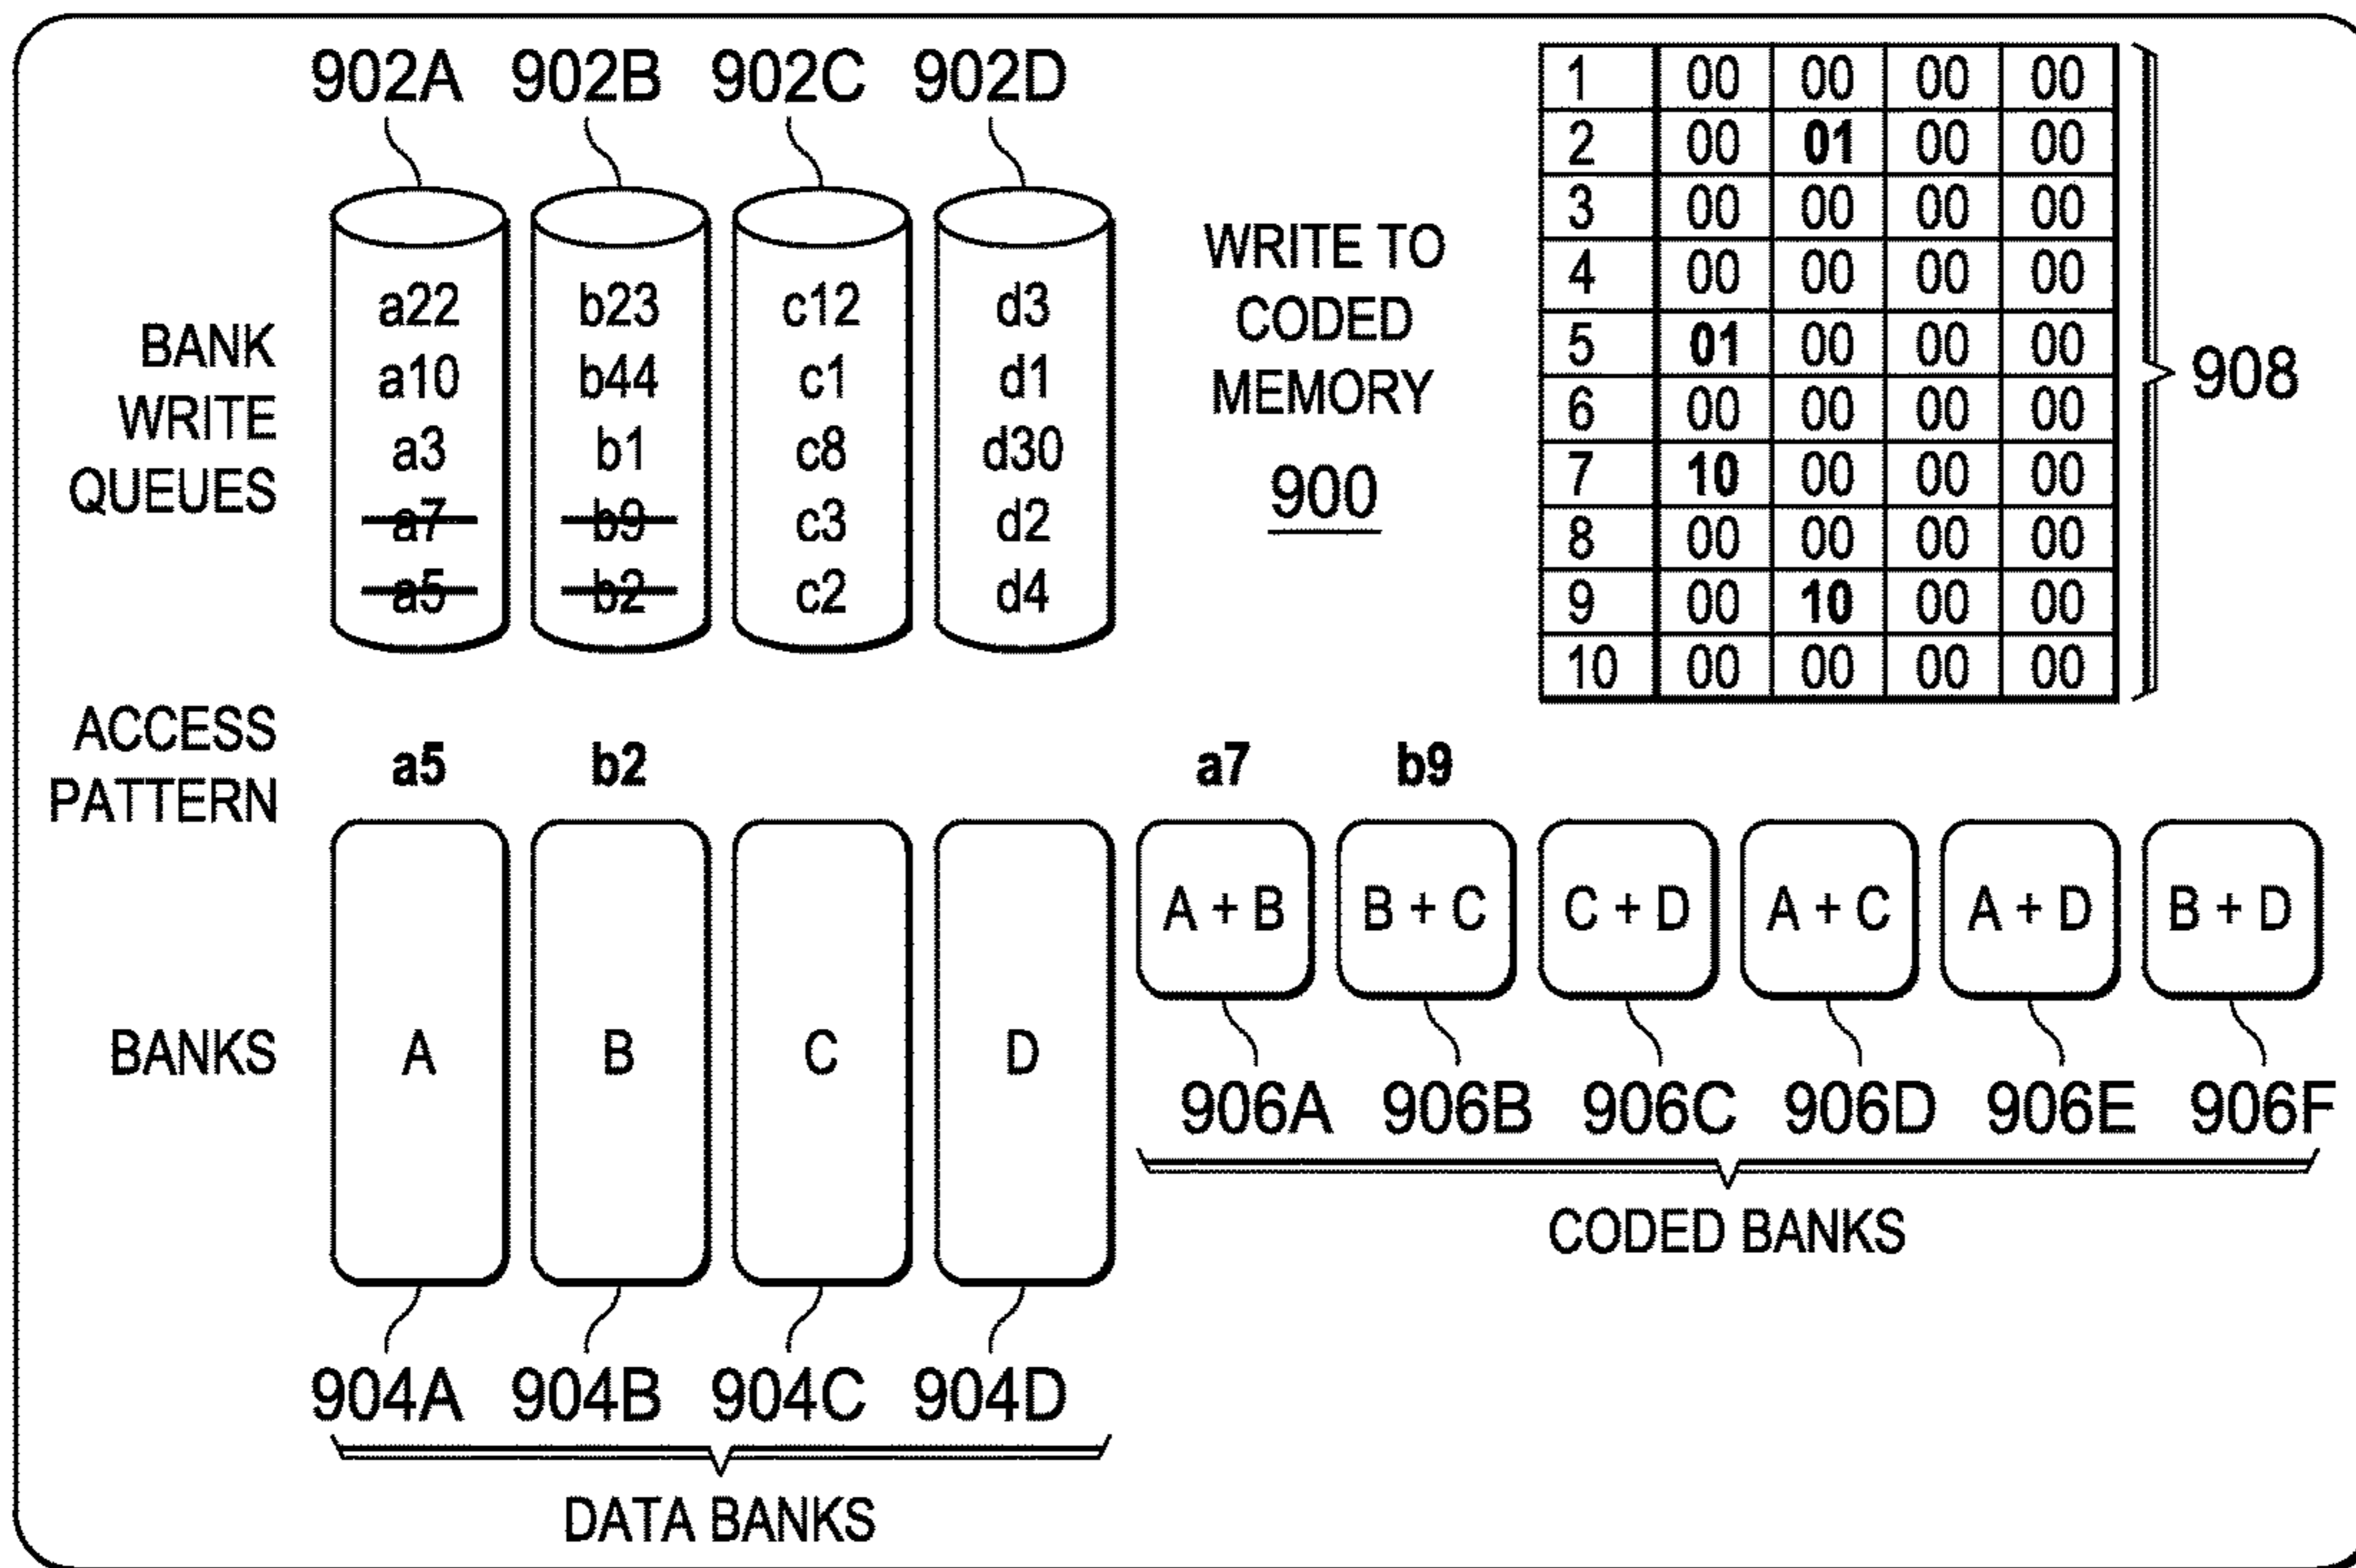 902A 902B 902C 902D
BANK
WRITE
QUEUES
a22 b23 c12 d3
a10 b44 c1 d1
a3 b1 c8 d30
a7 b9 c3 d2
a5 b2 c2 d4
WRITE TO
CODED
MEMORY
900
1 00 00 00 00
2 00 01 00 00
3 00 00 00 00
4 00 00 00 00
5 01 00 00 00
6 00 00 00 00
7 10 00 00 00
8 00 00 00 00
9 00 10 00 00
10 00 00 00 00
908
ACCESS
PATTERN
a5 b2 a7 b9
BANKS
A B C D
A + B B + C C + D A + C A + D B + D
906A 906B 906C 906D 906E 906F
CODED BANKS
904A 904B 904C 904D
DATA BANKS